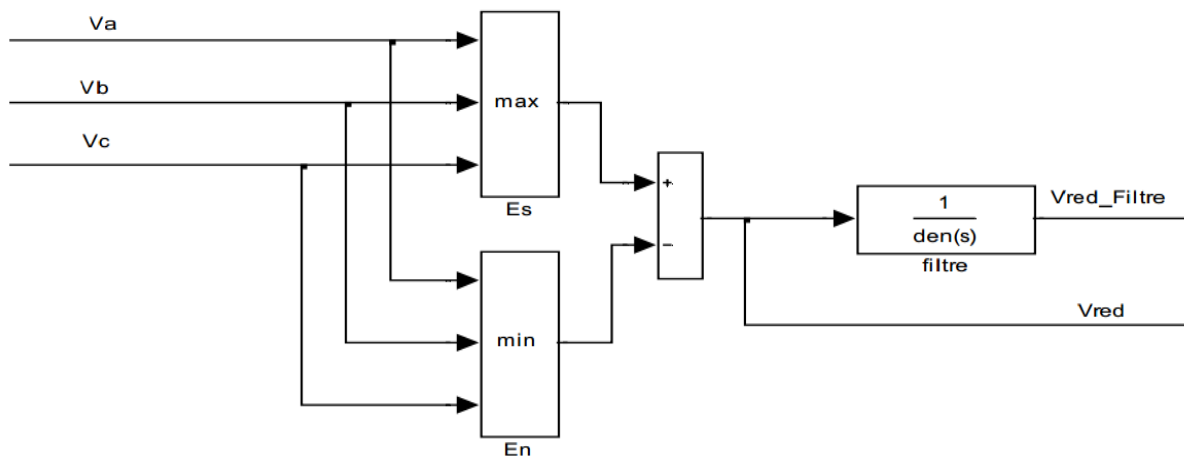 Va
Vb
Vc
max
Es
+
−
1
den(s)
filtre
Vred_Filtre
Vred
min
En